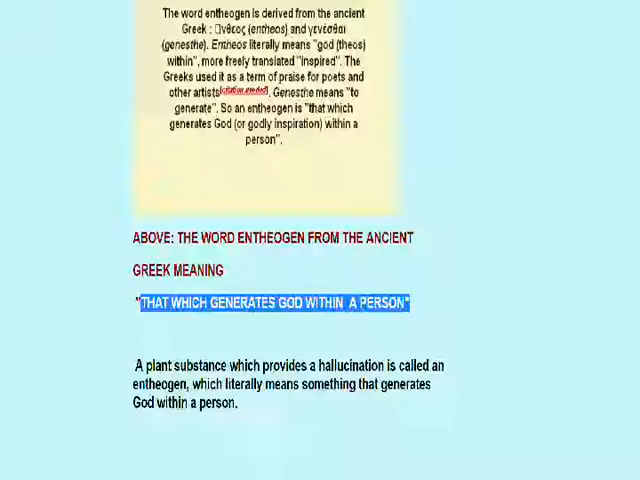 The word entheogen is derived from the ancient
Greek : □νθεος (entheos) and γενέσθαι
(genesthe). Entheos literally means "god (theos)
within", more freely translated "inspired". The
Greeks used it as a term of praise for poets and
other artists[citation needed]. Genesthe means "to
generate". So an entheogen is "that which
generates God (or godly inspiration) within a
person".
ABOVE: THE WORD ENTHEOGEN FROM THE ANCIENT
GREEK MEANING
"THAT WHICH GENERATES GOD WITHIN A PERSON"
A plant substance which provides a hallucination is called an
entheogen, which literally means something that generates
God within a person.